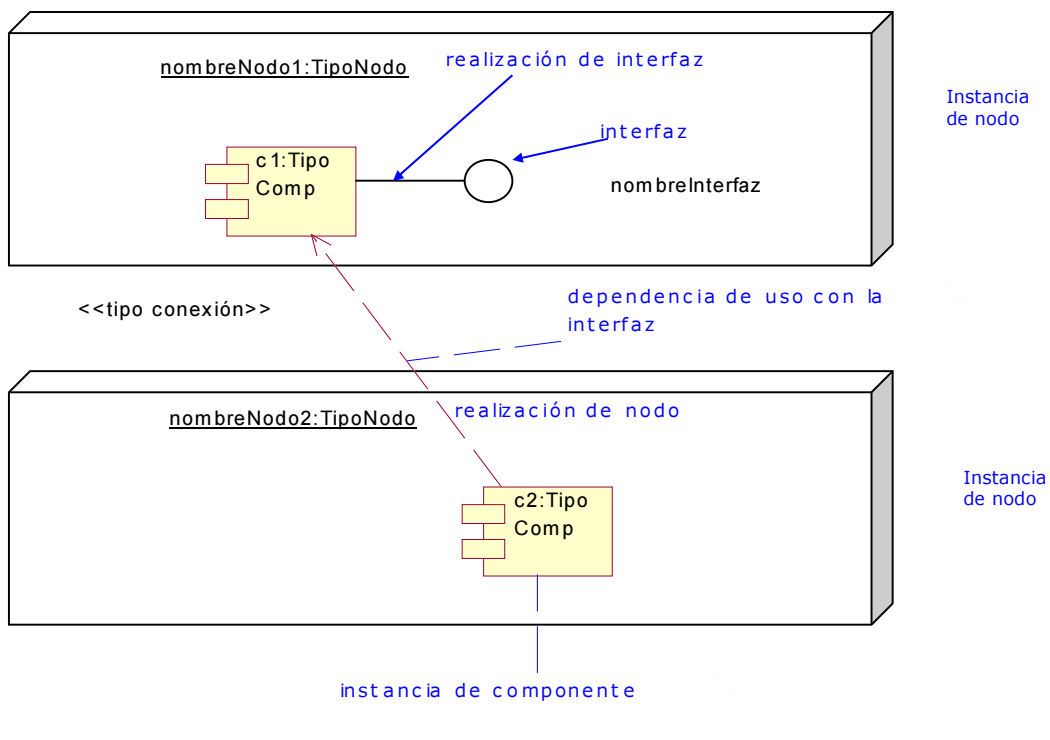 nombreNodo1:TipoNodo
realización de interfaz
Instancia
de nodo
interfaz
c1:Tipo
Comp
nombreInterfaz
<<tipo conexión>>
dependencia de uso con la
interfaz
nombreNodo2:TipoNodo
realización de nodo
Instancia
de nodo
c2:Tipo
Comp
instancia de componente